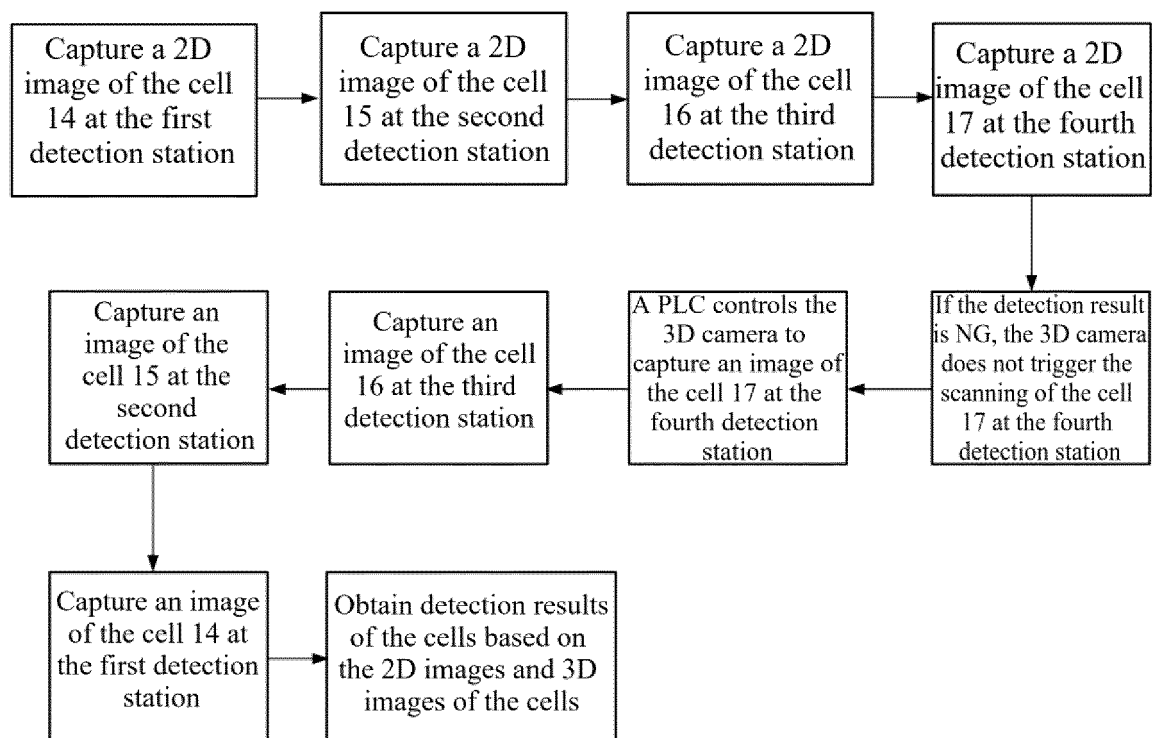 Capture a 2D
image of the cell
14 at the first
detection station
Capture a 2D
image of the cell
15 at the second
detection station
Capture a 2D
image of the cell
16 at the third
detection station
Capture a 2D
image of the cell
17 at the fourth
detection station
If the detection result
is NG, the 3D camera
does not trigger the
scanning of the cell
17 at the fourth
detection station
A PLC controls the
3D camera to
capture an image of
the cell 17 at the
fourth detection
station
Capture an
image of the cell
16 at the third
detection station
Capture an
image of the
cell 15 at the
second
detection station
Capture an image
of the cell 14 at
the first detection
station
Obtain detection results
of the cells based on
the 2D images and 3D
images of the cells